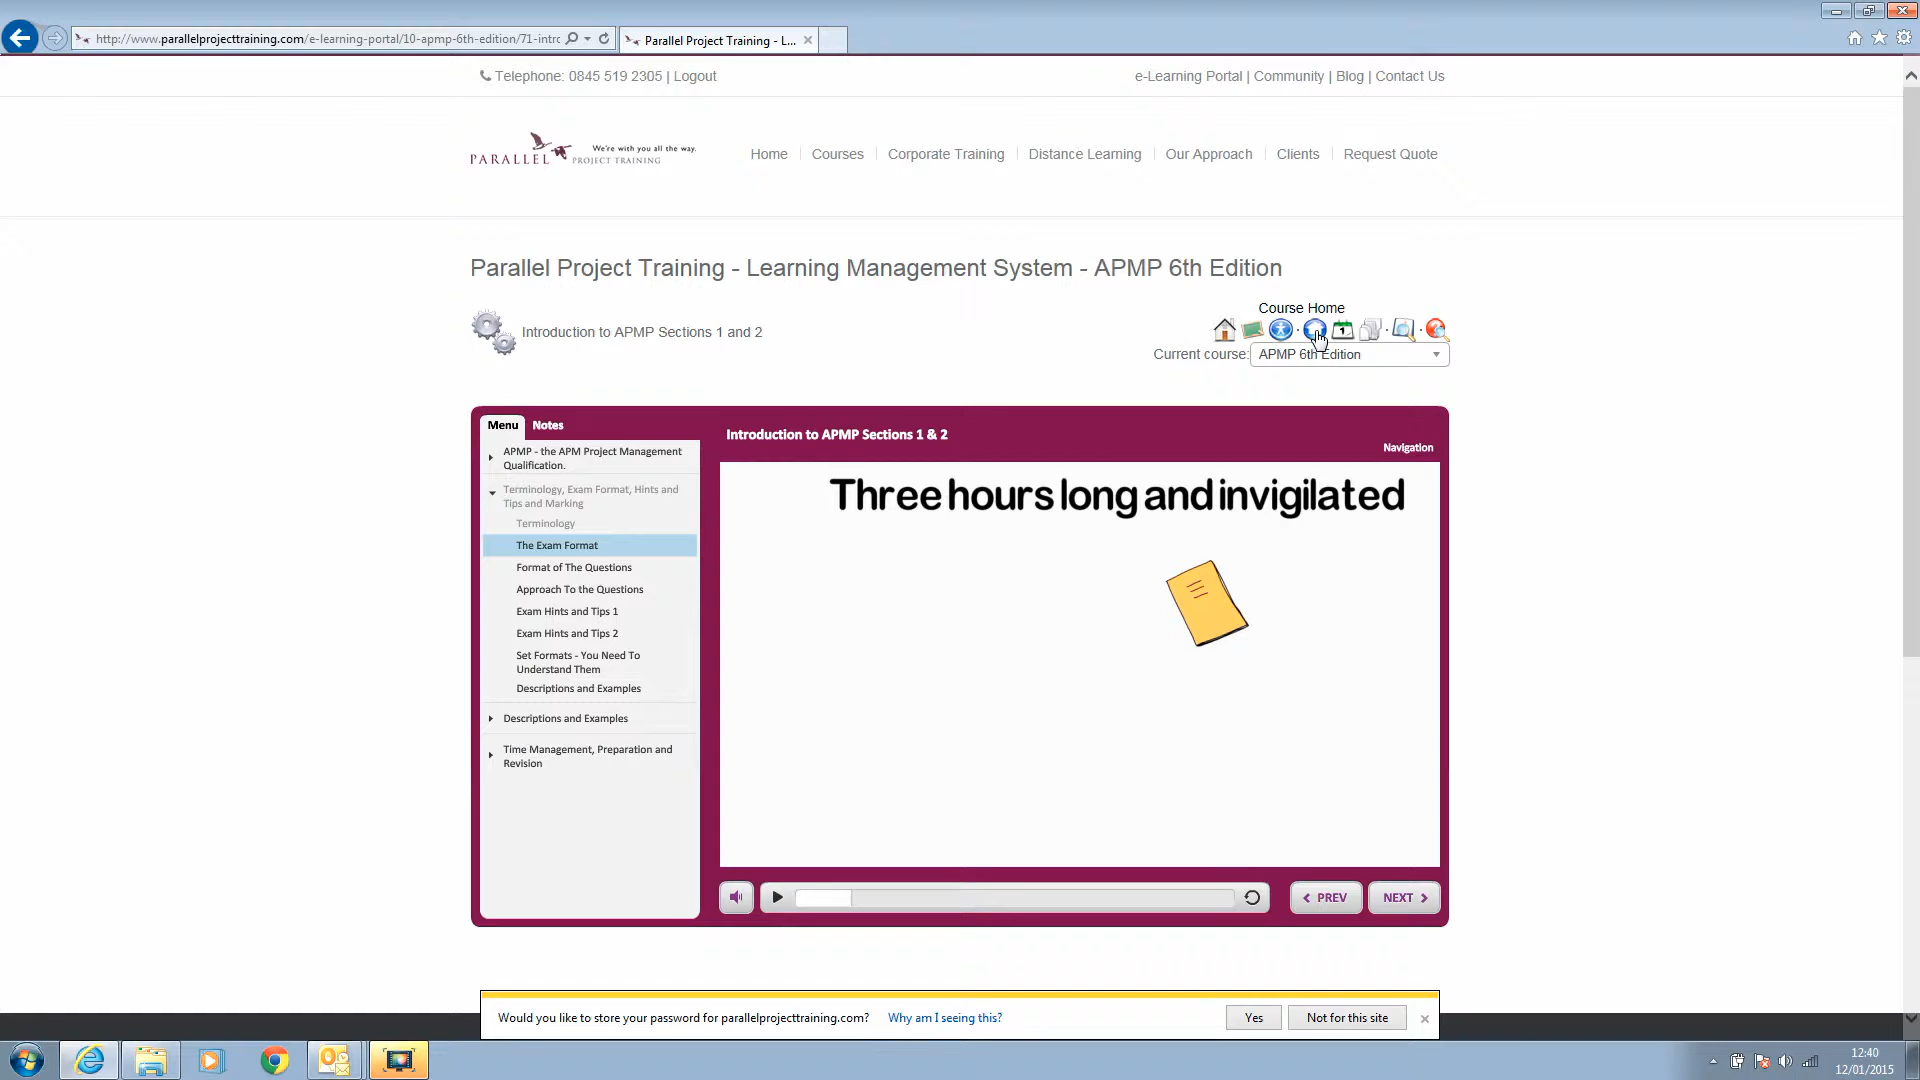 http://www.parallelprojecttraining.com/e-learning-portal/10-apmp-6th-edition/71-intro
Parallel Project Training - L...
Telephone: 0845 519 2305 | Logout
e-Learning Portal | Community | Blog | Contact Us
PARALLEL PROJECT TRAINING
We're with you all the way.
Home
Courses
Corporate Training
Distance Learning
Our Approach
Clients
Request Quote
Parallel Project Training - Learning Management System - APMP 6th Edition
Course Home
Introduction to APMP Sections 1 and 2
1
Current course:
APMP 6th Edition
Menu
Notes
Introduction to APMP Sections 1 & 2
Navigation
APMP - the APM Project Management
Qualification.
Terminology, Exam Format, Hints and
Tips and Marking
Terminology
The Exam Format
Format of The Questions
Approach To the Questions
Exam Hints and Tips 1
Exam Hints and Tips 2
Set Formats - You Need To
Understand Them
Descriptions and Examples
Descriptions and Examples
Time Management, Preparation and
Revision
Three hours long and invigilated
PREV
NEXT
Would you like to store your password for parallelprojecttraining.com?
Why am I seeing this?
Yes
Not for this site
12:40
12/01/2015